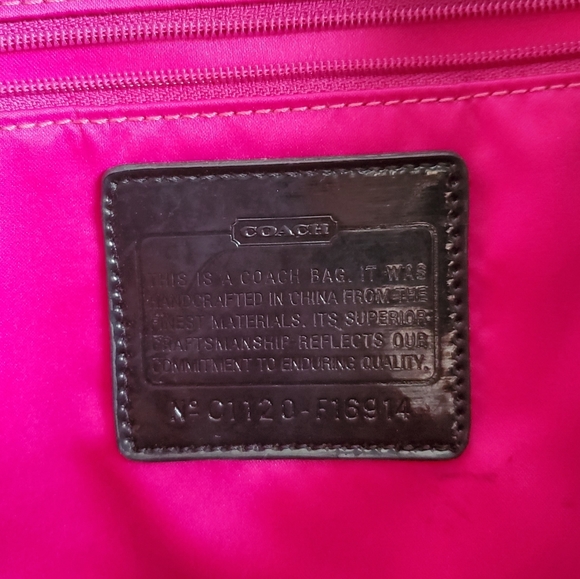 COACH
THIS IS A COACH BAG. IT WAS
HANDCRAFTED IN CHINA FROM THE
FINEST MATERIALS. ITS SUPERIOR
CRAFTSMANSHIP REFLECTS OUR
COMMITMENT TO ENDURING QUALITY.
Nº C1120-F16914